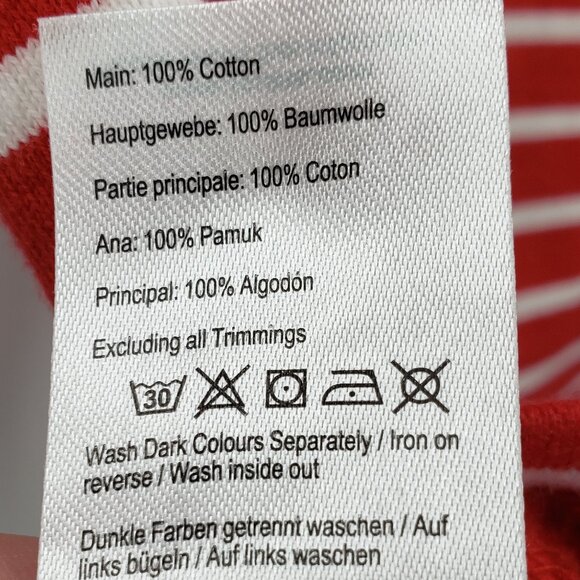 Main: 100% Cotton
Hauptgewebe: 100% Baumwolle
Partie principale: 100% Coton
Ana: 100% Pamuk
Principal: 100% Algodón
Excluding all Trimmings
30
Wash Dark Colours Separately / Iron on
reverse / Wash inside out
Dunkle Farben getrennt waschen / Auf
links bügeln / Auf links waschen